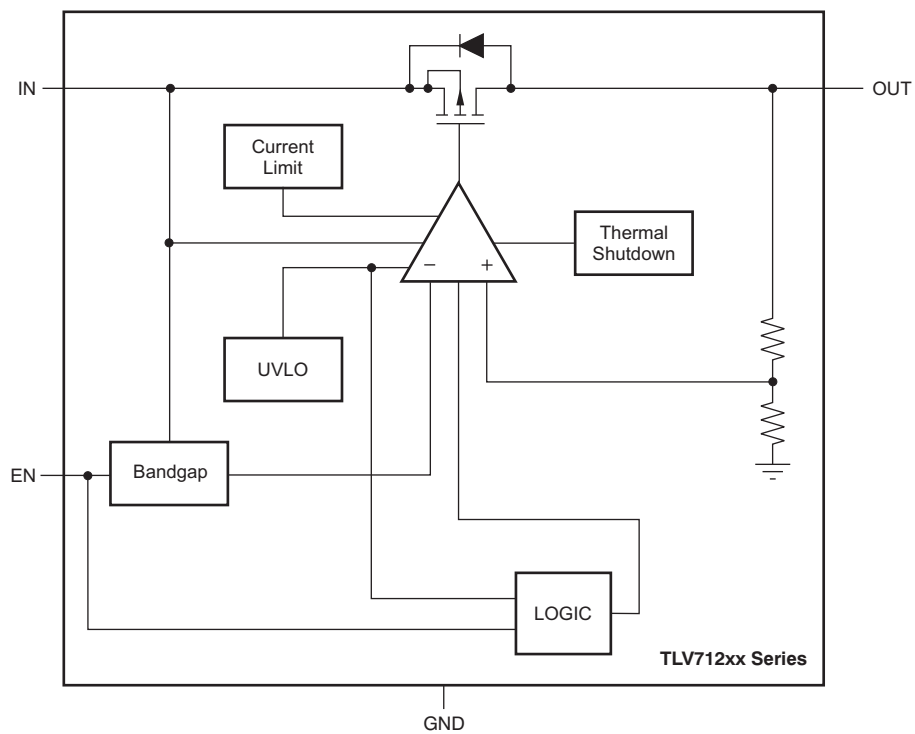 IN
OUT
Current
Limit
Thermal
Shutdown
−
+
UVLO
EN
Bandgap
LOGIC
TLV712xx Series
GND